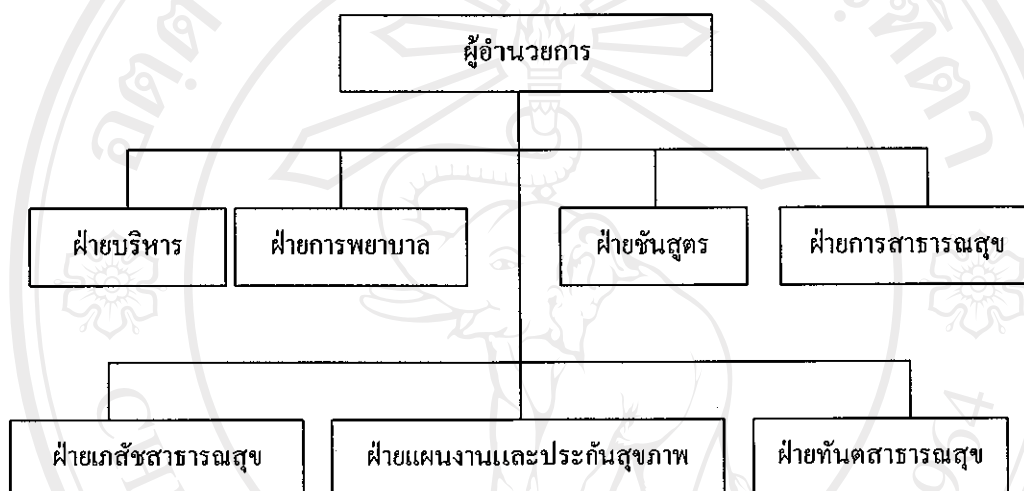 ผู้อำนวยการ
ฝ่ายบริหาร
ฝ่ายการพยาบาล
ฝ่ายชันสูตร
ฝ่ายการสาธารณสุข
ฝ่ายเภสัชสาธารณสุข
ฝ่ายแผนงานและประกันสุขภาพ
ฝ่ายทันตสาธารณสุข